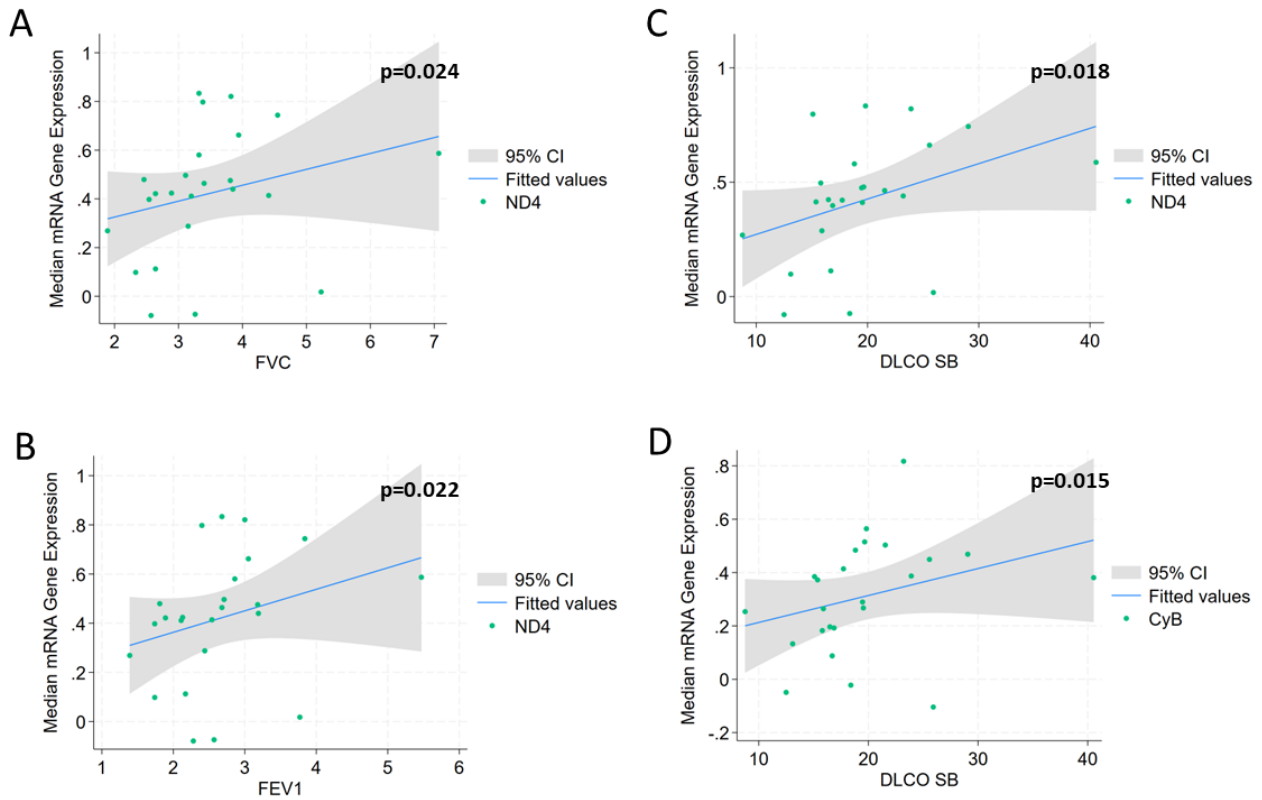 A
Median mRNA Gene Expression
1
.8
.6
.4
.2
0
p=0.024
2 3 4 5 6 7
FVC
95% CI
Fitted values
ND4
C
Median mRNA Gene Expression
1
.5
0
p=0.018
10 20 30 40
DLCO SB
95% CI
Fitted values
ND4
B
Median mRNA Gene Expression
1
.8
.6
.4
.2
0
p=0.022
1 2 3 4 5 6
FEV1
95% CI
Fitted values
ND4
D
Median mRNA Gene Expression
.8
.6
.4
.2
0
-.2
p=0.015
10 20 30 40
DLCO SB
95% CI
Fitted values
CyB